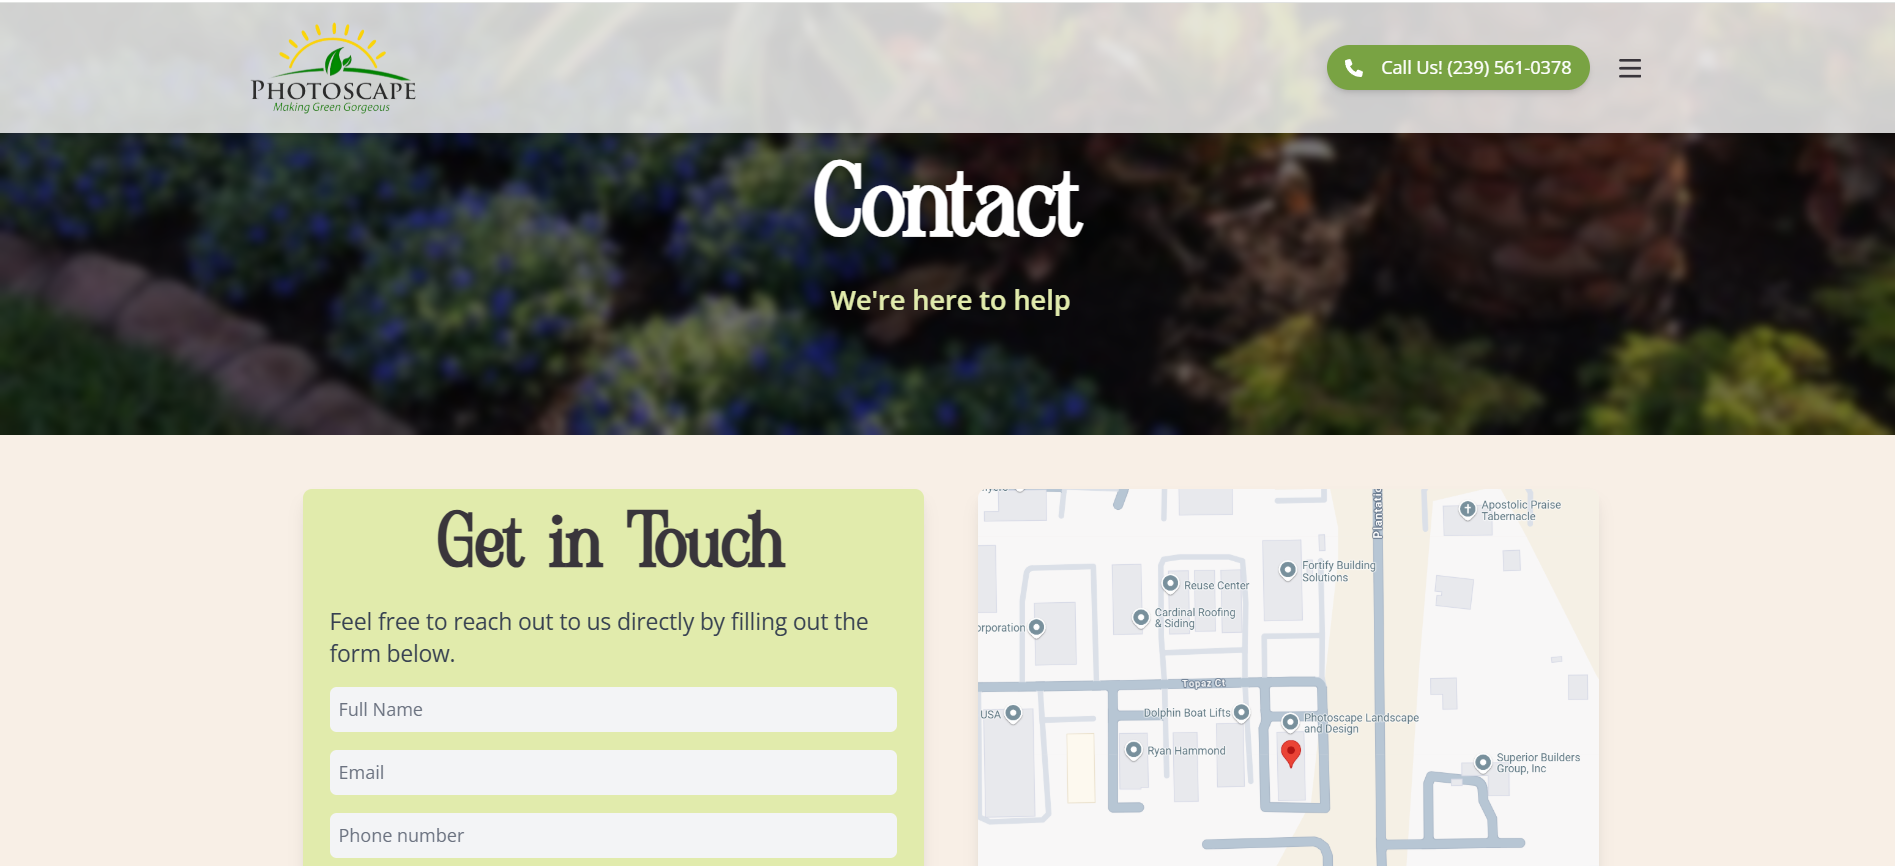 PHOTOSCAPE
Making Green Gorgeous
Call Us! (239) 561-0378
Contact
We're here to help
Get in Touch
Feel free to reach out to us directly by filling out the
form below.
Full Name
Email
Phone number
Apostolic Praise
Tabernacle
Fortify Building
Solutions
Reuse Center
Cardinal Roofing
& Siding
Topaz Ct
USA
Dolphin Boat Lifts
Photoscape Landscape
and Design
Ryan Hammond
Superior Builders
Group, Inc